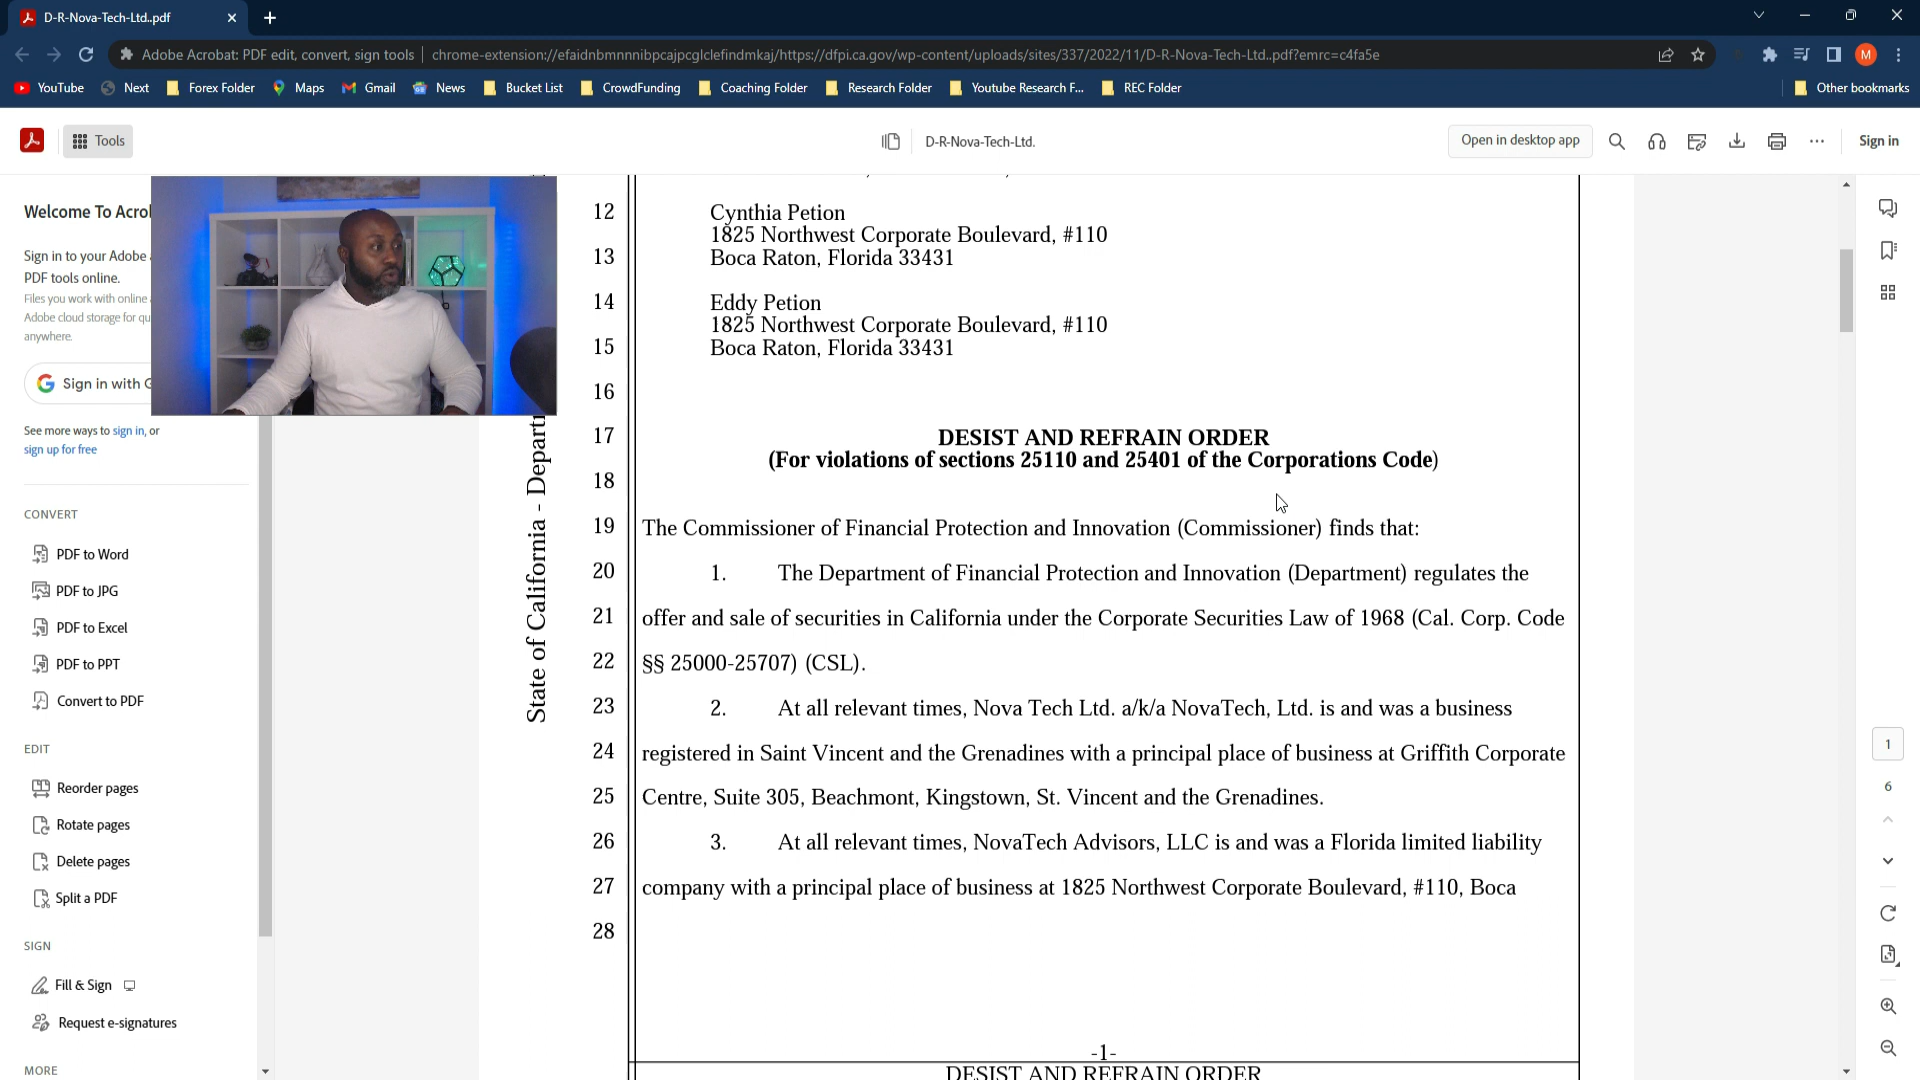 D-R-Nova-Tech-Ltd..pdf
Adobe Acrobat: PDF edit, convert, sign tools
chrome-extension://efaidnbmnnnibpcajpcglclefindmkaj/https://dfpi.ca.gov/wp-content/uploads/sites/337/2022/11/D-R-Nova-Tech-Ltd..pdf?emrc=c4fa5e
M
YouTube
Next
Forex Folder
Maps
Gmail
News
Bucket List
CrowdFunding
Coaching Folder
Research Folder
Youtube Research F...
REC Folder
Other bookmarks
Tools
D-R-Nova-Tech-Ltd.
Open in desktop app
Sign in
Welcome To Acrol
Sign in to your Adobe
PDF tools online.
Files you work with online
Adobe cloud storage for qu
anywhere.
Sign in with G
See more ways to sign in, or
sign up for free
CONVERT
PDF to Word
PDF to JPG
PDF to Excel
PDF to PPT
Convert to PDF
EDIT
Reorder pages
Rotate pages
Delete pages
Split a PDF
SIGN
Fill & Sign
Request e-signatures
MORE
State of California - Departr
12 Cynthia Petion
1825 Northwest Corporate Boulevard, #110
13 Boca Raton, Florida 33431
14 Eddy Petion
1825 Northwest Corporate Boulevard, #110
15 Boca Raton, Florida 33431
16
17 DESIST AND REFRAIN ORDER
(For violations of sections 25110 and 25401 of the Corporations Code)
18
19 The Commissioner of Financial Protection and Innovation (Commissioner) finds that:
20 1. The Department of Financial Protection and Innovation (Department) regulates the
21 offer and sale of securities in California under the Corporate Securities Law of 1968 (Cal. Corp. Code
22 §§ 25000-25707) (CSL).
23 2. At all relevant times, Nova Tech Ltd. a/k/a NovaTech, Ltd. is and was a business
24 registered in Saint Vincent and the Grenadines with a principal place of business at Griffith Corporate
25 Centre, Suite 305, Beachmont, Kingstown, St. Vincent and the Grenadines.
26 3. At all relevant times, NovaTech Advisors, LLC is and was a Florida limited liability
27 company with a principal place of business at 1825 Northwest Corporate Boulevard, #110, Boca
28
-1-
DESIST AND REFRAIN ORDER
1
6